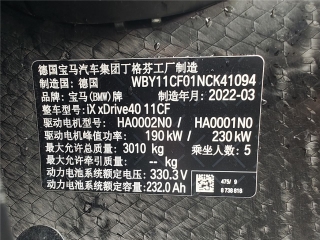 德国宝马汽车集团丁格芬工厂制造
制造国：德国 WBY11CF01NCK41094
品牌：宝马(BMW)牌 制造年月：2022-03
整车型号：iX xDrive40 11CF
驱动电机型号：HA0002N0 / HA0001N0
驱动电机峰值功率：190 kW / 230 kW
最大允许总质量：3010 kg 乘坐人数：5
最大允许牵引质量：-- kg
动力电池系统额定电压：330.3 V
动力电池系统额定容量：232.0 Ah
475/ 9
8 736 816